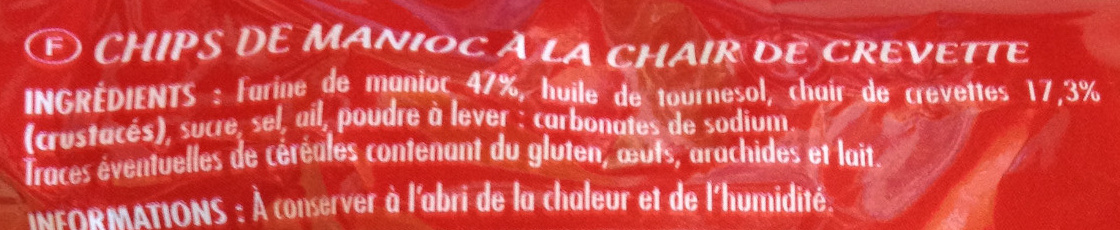 F CHIPS DE MANIOC À LA CHAIR DE CREVETTE
INGRÉDIENTS : Farine de manioc 47%, huile de tournesol, chair de crevettes 17,3%
(crustacés), sucre, sel, ail, poudre à lever : carbonates de sodium.
Traces éventuelles de céréales contenant du gluten, œufs, arachides et lait.
INFORMATIONS : À conserver à l'abri de la chaleur et de l'humidité.